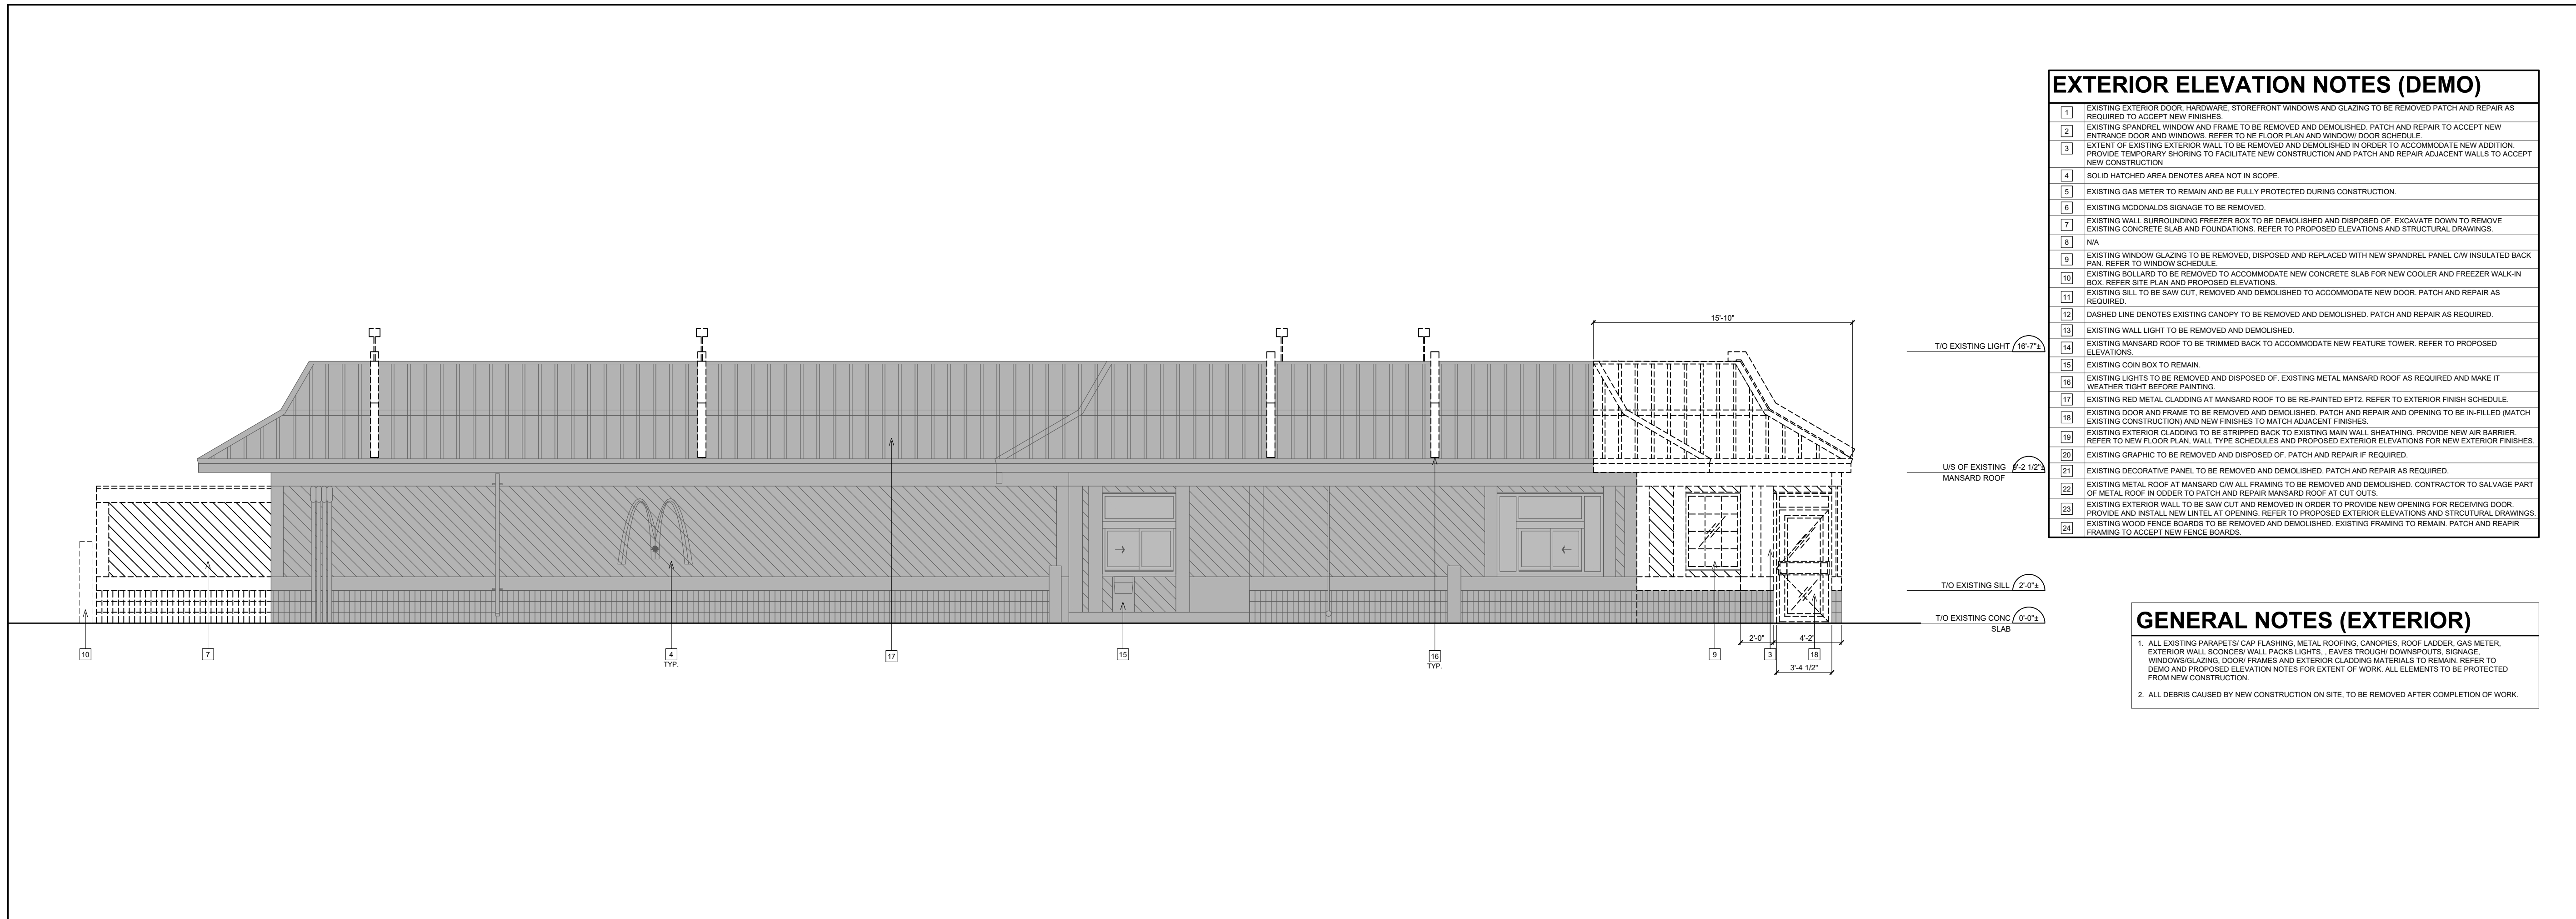 EXTERIOR ELEVATION NOTES (DEMO)
1 EXISTING EXTERIOR DOOR, HARDWARE, STOREFRONT WINDOWS AND GLAZING TO BE REMOVED PATCH AND REPAIR AS
REQUIRED TO ACCEPT NEW FINISHES.
2 EXISTING SPANDREL WINDOW AND FRAME TO BE REMOVED AND DEMOLISHED. PATCH AND REPAIR TO ACCEPT NEW
ENTRANCE DOOR AND WINDOWS. REFER TO NE FLOOR PLAN AND WINDOW/ DOOR SCHEDULE.
3 EXTENT OF EXISTING EXTERIOR WALL TO BE REMOVED AND DEMOLISHED IN ORDER TO ACCOMMODATE NEW ADDITION.
PROVIDE TEMPORARY SHORING TO FACILITATE NEW CONSTRUCTION AND PATCH AND REPAIR ADJACENT WALLS TO ACCEPT
NEW CONSTRUCTION
4 SOLID HATCHED AREA DENOTES AREA NOT IN SCOPE.
5 EXISTING GAS METER TO REMAIN AND BE FULLY PROTECTED DURING CONSTRUCTION.
6 EXISTING MCDONALDS SIGNAGE TO BE REMOVED.
7 EXISTING WALL SURROUNDING FREEZER BOX TO BE DEMOLISHED AND DISPOSED OF. EXCAVATE DOWN TO REMOVE
EXISTING CONCRETE SLAB AND FOUNDATIONS. REFER TO PROPOSED ELEVATIONS AND STRUCTURAL DRAWINGS.
8 N/A
9 EXISTING WINDOW GLAZING TO BE REMOVED, DISPOSED AND REPLACED WITH NEW SPANDREL PANEL C/W INSULATED BACK
PAN. REFER TO WINDOW SCHEDULE.
10 EXISTING BOLLARD TO BE REMOVED TO ACCOMMODATE NEW CONCRETE SLAB FOR NEW COOLER AND FREEZER WALK-IN
BOX. REFER SITE PLAN AND PROPOSED ELEVATIONS.
11 EXISTING SILL TO BE SAW CUT, REMOVED AND DEMOLISHED TO ACCOMMODATE NEW DOOR. PATCH AND REPAIR AS
REQUIRED.
12 DASHED LINE DENOTES EXISTING CANOPY TO BE REMOVED AND DEMOLISHED. PATCH AND REPAIR AS REQUIRED.
13 EXISTING WALL LIGHT TO BE REMOVED AND DEMOLISHED.
14 EXISTING MANSARD ROOF TO BE TRIMMED BACK TO ACCOMMODATE NEW FEATURE TOWER. REFER TO PROPOSED
ELEVATIONS.
15 EXISTING COIN BOX TO REMAIN.
16 EXISTING LIGHTS TO BE REMOVED AND DISPOSED OF. EXISTING METAL MANSARD ROOF AS REQUIRED AND MAKE IT
WEATHER TIGHT BEFORE PAINTING.
17 EXISTING RED METAL CLADDING AT MANSARD ROOF TO BE RE-PAINTED EPT2. REFER TO EXTERIOR FINISH SCHEDULE.
18 EXISTING DOOR AND FRAME TO BE REMOVED AND DEMOLISHED. PATCH AND REPAIR AND OPENING TO BE IN-FILLED (MATCH
EXISTING CONSTRUCTION) AND NEW FINISHES TO MATCH ADJACENT FINISHES.
19 EXISTING EXTERIOR CLADDING TO BE STRIPPED BACK TO EXISTING MAIN WALL SHEATHING. PROVIDE NEW AIR BARRIER.
REFER TO NEW FLOOR PLAN, WALL TYPE SCHEDULES AND PROPOSED EXTERIOR ELEVATIONS FOR NEW EXTERIOR FINISHES.
20 EXISTING GRAPHIC TO BE REMOVED AND DISPOSED OF. PATCH AND REPAIR IF REQUIRED.
21 EXISTING DECORATIVE PANEL TO BE REMOVED AND DEMOLISHED. PATCH AND REPAIR AS REQUIRED.
22 EXISTING METAL ROOF AT MANSARD C/W ALL FRAMING TO BE REMOVED AND DEMOLISHED. CONTRACTOR TO SALVAGE PART
OF METAL ROOF IN ODDER TO PATCH AND REPAIR MANSARD ROOF AT CUT OUTS.
23 EXISTING EXTERIOR WALL TO BE SAW CUT AND REMOVED IN ORDER TO PROVIDE NEW OPENING FOR RECEIVING DOOR.
PROVIDE AND INSTALL NEW LINTEL AT OPENING. REFER TO PROPOSED EXTERIOR ELEVATIONS AND STRCUTURAL DRAWINGS.
24 EXISTING WOOD FENCE BOARDS TO BE REMOVED AND DEMOLISHED. EXISTING FRAMING TO REMAIN. PATCH AND REAPIR
FRAMING TO ACCEPT NEW FENCE BOARDS.
15'-10"
T/O EXISTING LIGHT 16'-7"±
U/S OF EXISTING 9'-2 1/2"±
MANSARD ROOF
T/O EXISTING SILL 2'-0"±
T/O EXISTING CONC 0'-0"±
SLAB
2'-0" 4'-2"
3'-4 1/2"
10 7 4 17 15 16 9 3 18
TYP. TYP.
GENERAL NOTES (EXTERIOR)
1. ALL EXISTING PARAPETS/ CAP FLASHING, METAL ROOFING, CANOPIES, ROOF LADDER, GAS METER,
EXTERIOR WALL SCONCES/ WALL PACKS LIGHTS, , EAVES TROUGH/ DOWNSPOUTS, SIGNAGE,
WINDOWS/GLAZING, DOOR/ FRAMES AND EXTERIOR CLADDING MATERIALS TO REMAIN. REFER TO
DEMO AND PROPOSED ELEVATION NOTES FOR EXTENT OF WORK. ALL ELEMENTS TO BE PROTECTED
FROM NEW CONSTRUCTION.
2. ALL DEBRIS CAUSED BY NEW CONSTRUCTION ON SITE, TO BE REMOVED AFTER COMPLETION OF WORK.